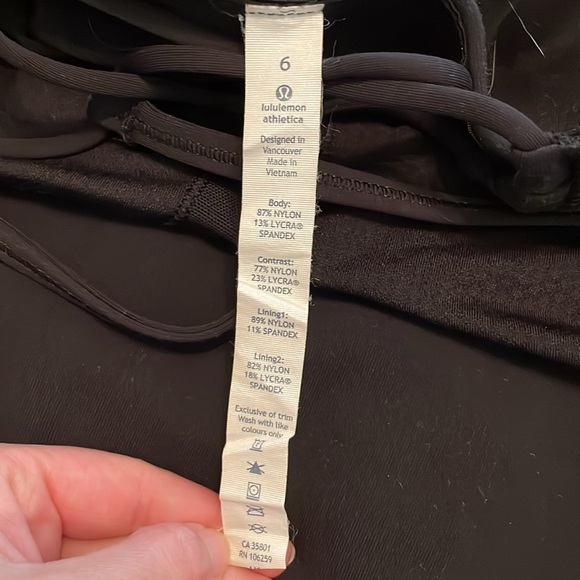 6
lululemon
athletica
Designed in
Vancouver
Made in
Vietnam
Body:
87% NYLON
13% LYCRA®
SPANDEX
Contrast:
77% NYLON
23% LYCRA®
SPANDEX
Lining1:
89% NYLON
11% SPANDEX
Lining2:
82% NYLON
18% LYCRA®
SPANDEX
Exclusive of trim
Wash with like
colours only
CA 35801
RN 106259